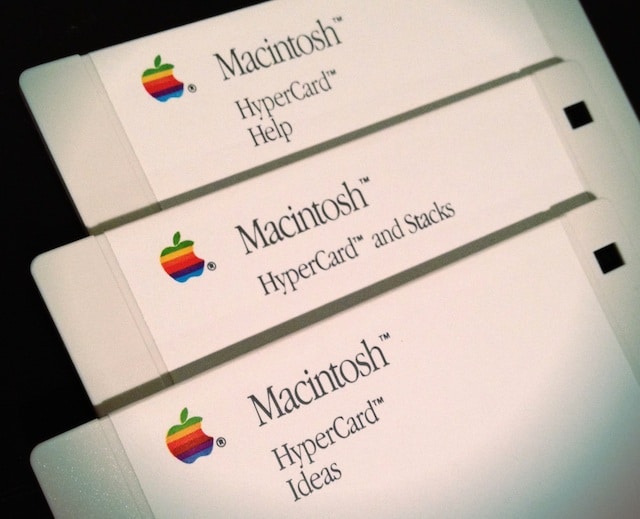 Macintosh™
HyperCard™
Help
®
Macintosh™
HyperCard™ and Stacks
®
Macintosh™
HyperCard™
Ideas
®